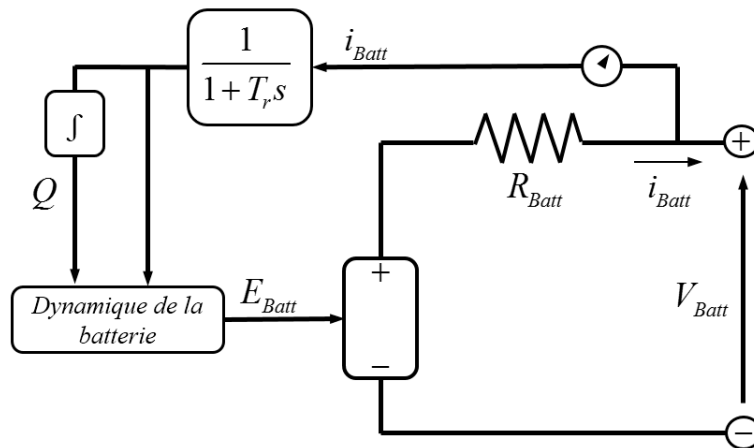 1
1 + T_r s
i_Batt
∫
Q
R_Batt
i_Batt
+
Dynamique de la
batterie
E_Batt
+
−
V_Batt
−